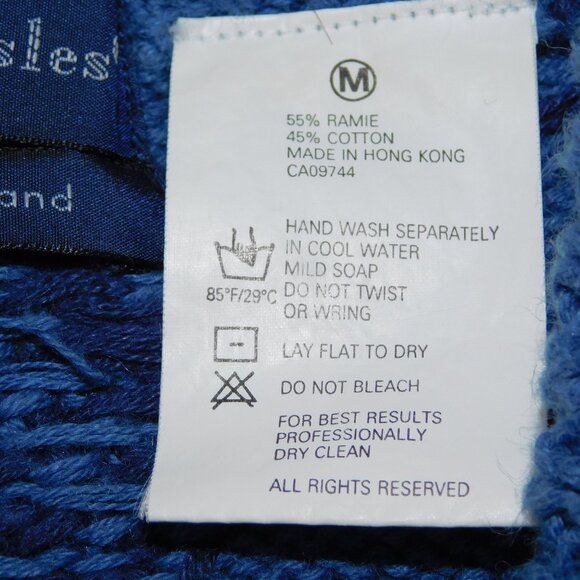 sles
and
M
55% RAMIE
45% COTTON
MADE IN HONG KONG
CA09744
HAND WASH SEPARATELY
IN COOL WATER
MILD SOAP
85°F/29°C DO NOT TWIST
OR WRING
LAY FLAT TO DRY
DO NOT BLEACH
FOR BEST RESULTS
PROFESSIONALLY
DRY CLEAN
ALL RIGHTS RESERVED